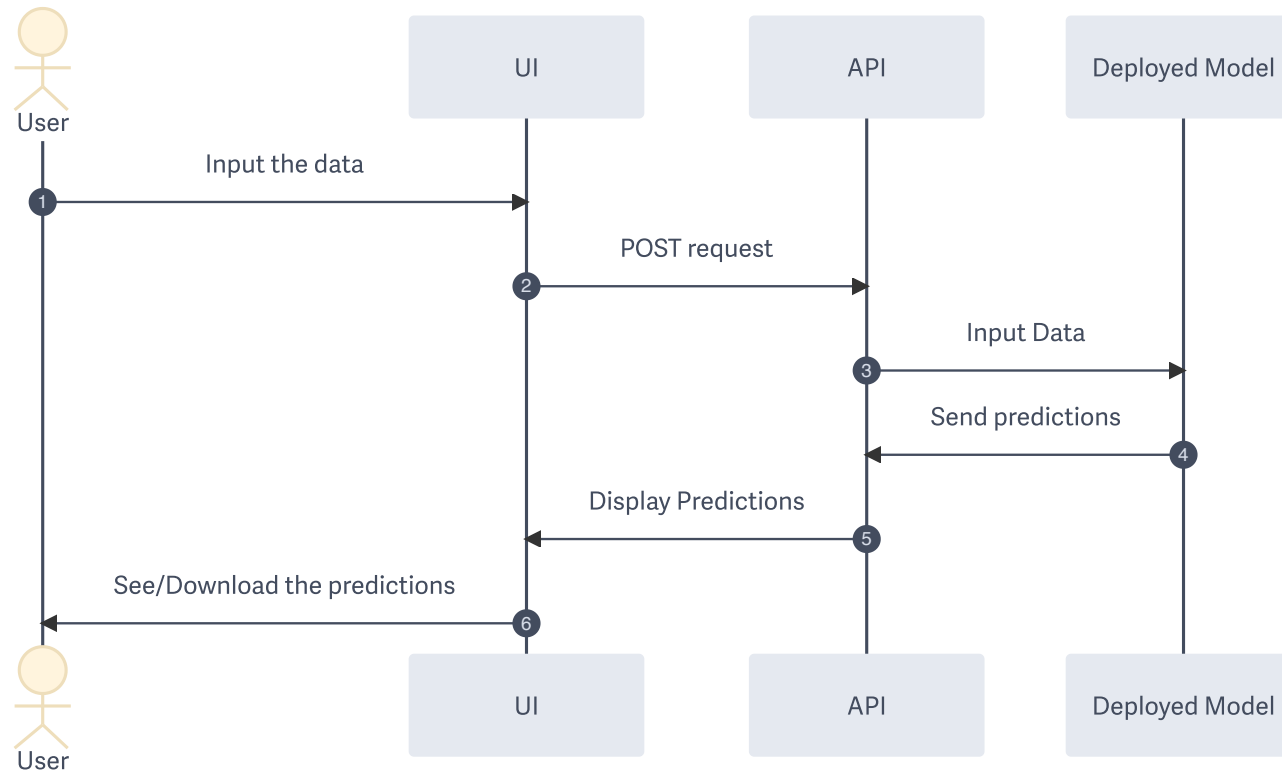 UI
API
Deployed Model
User
Input the data
1
POST request
2
Input Data
3
Send predictions
4
Display Predictions
5
See/Download the predictions
6
UI
API
Deployed Model
User